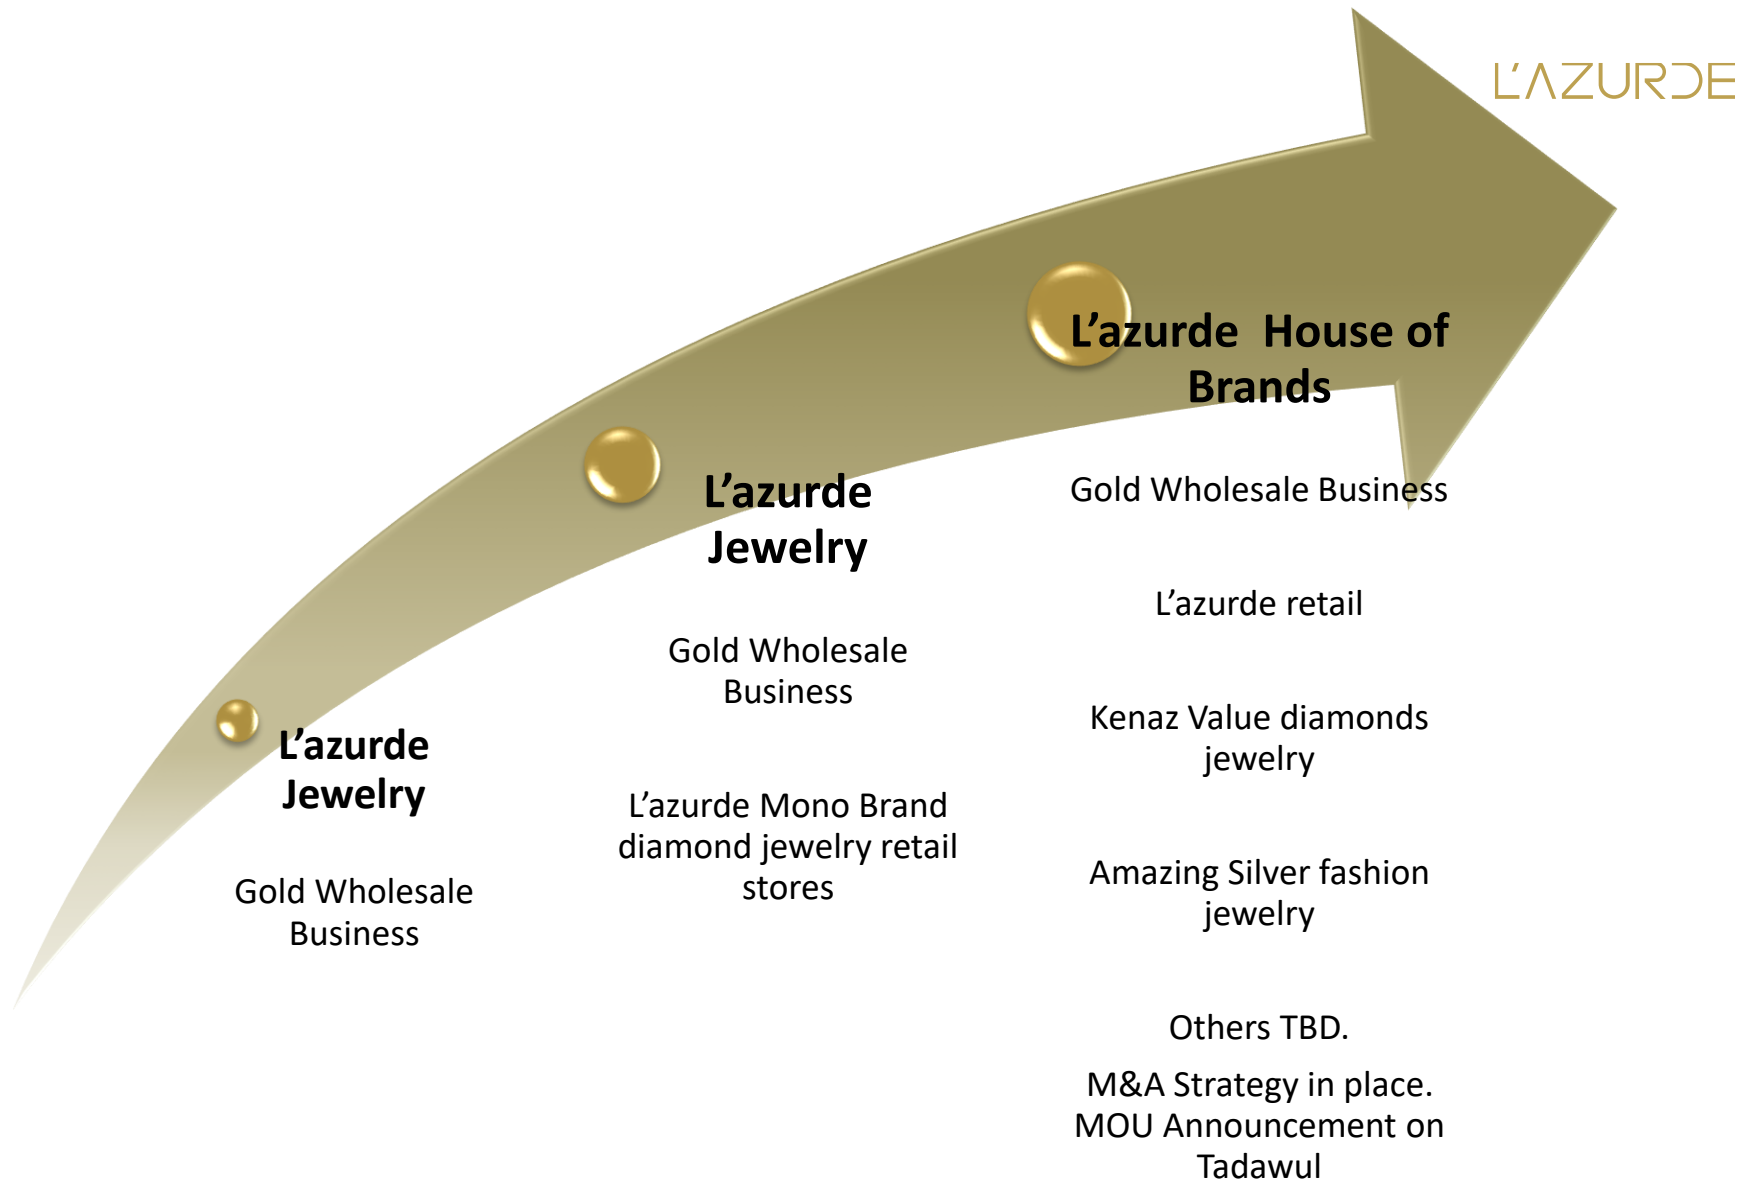 L'AZURDE
L’azurde House of
Brands
Gold Wholesale Business
L’azurde retail
Kenaz Value diamonds
jewelry
Amazing Silver fashion
jewelry
Others TBD.
M&A Strategy in place.
MOU Announcement on
Tadawul
L’azurde
Jewelry
Gold Wholesale
Business
L’azurde Mono Brand
diamond jewelry retail
stores
L’azurde
Jewelry
Gold Wholesale
Business